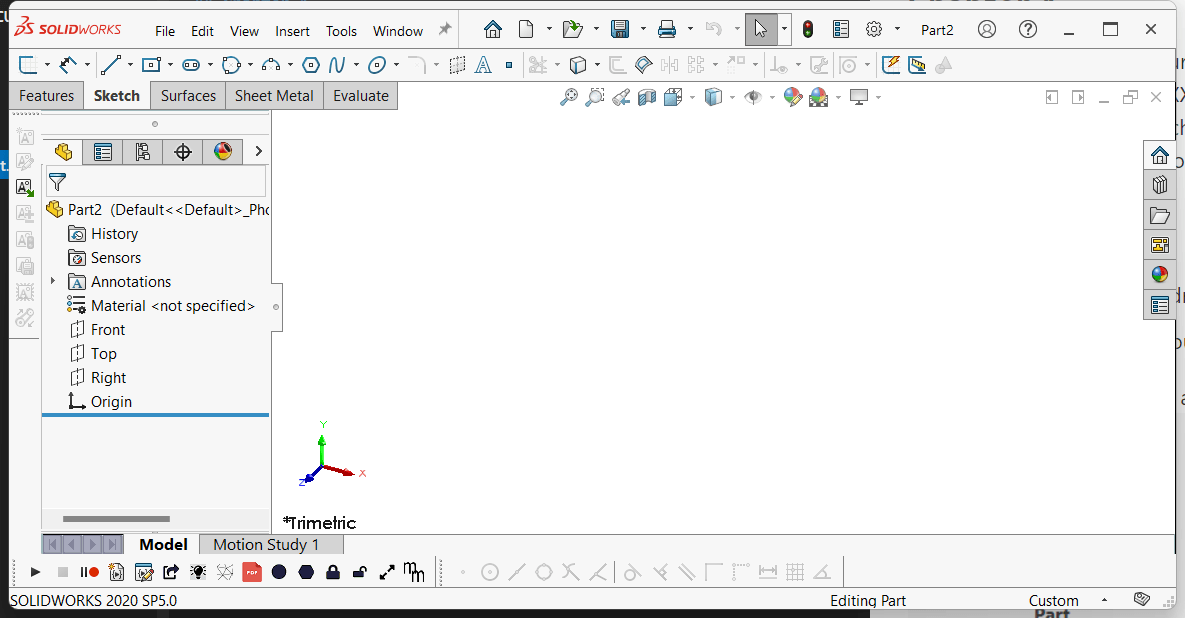 SOLIDWORKS File Edit View Insert Tools Window Part2
Features Sketch Surfaces Sheet Metal Evaluate
Part2 (Default<<Default>_Pho
History
Sensors
Annotations
Material <not specified>
Front
Top
Right
Origin
Y
X
Z
*Trimetric
Model Motion Study 1
PDF
SOLIDWORKS 2020 SP5.0 Editing Part Custom
Part